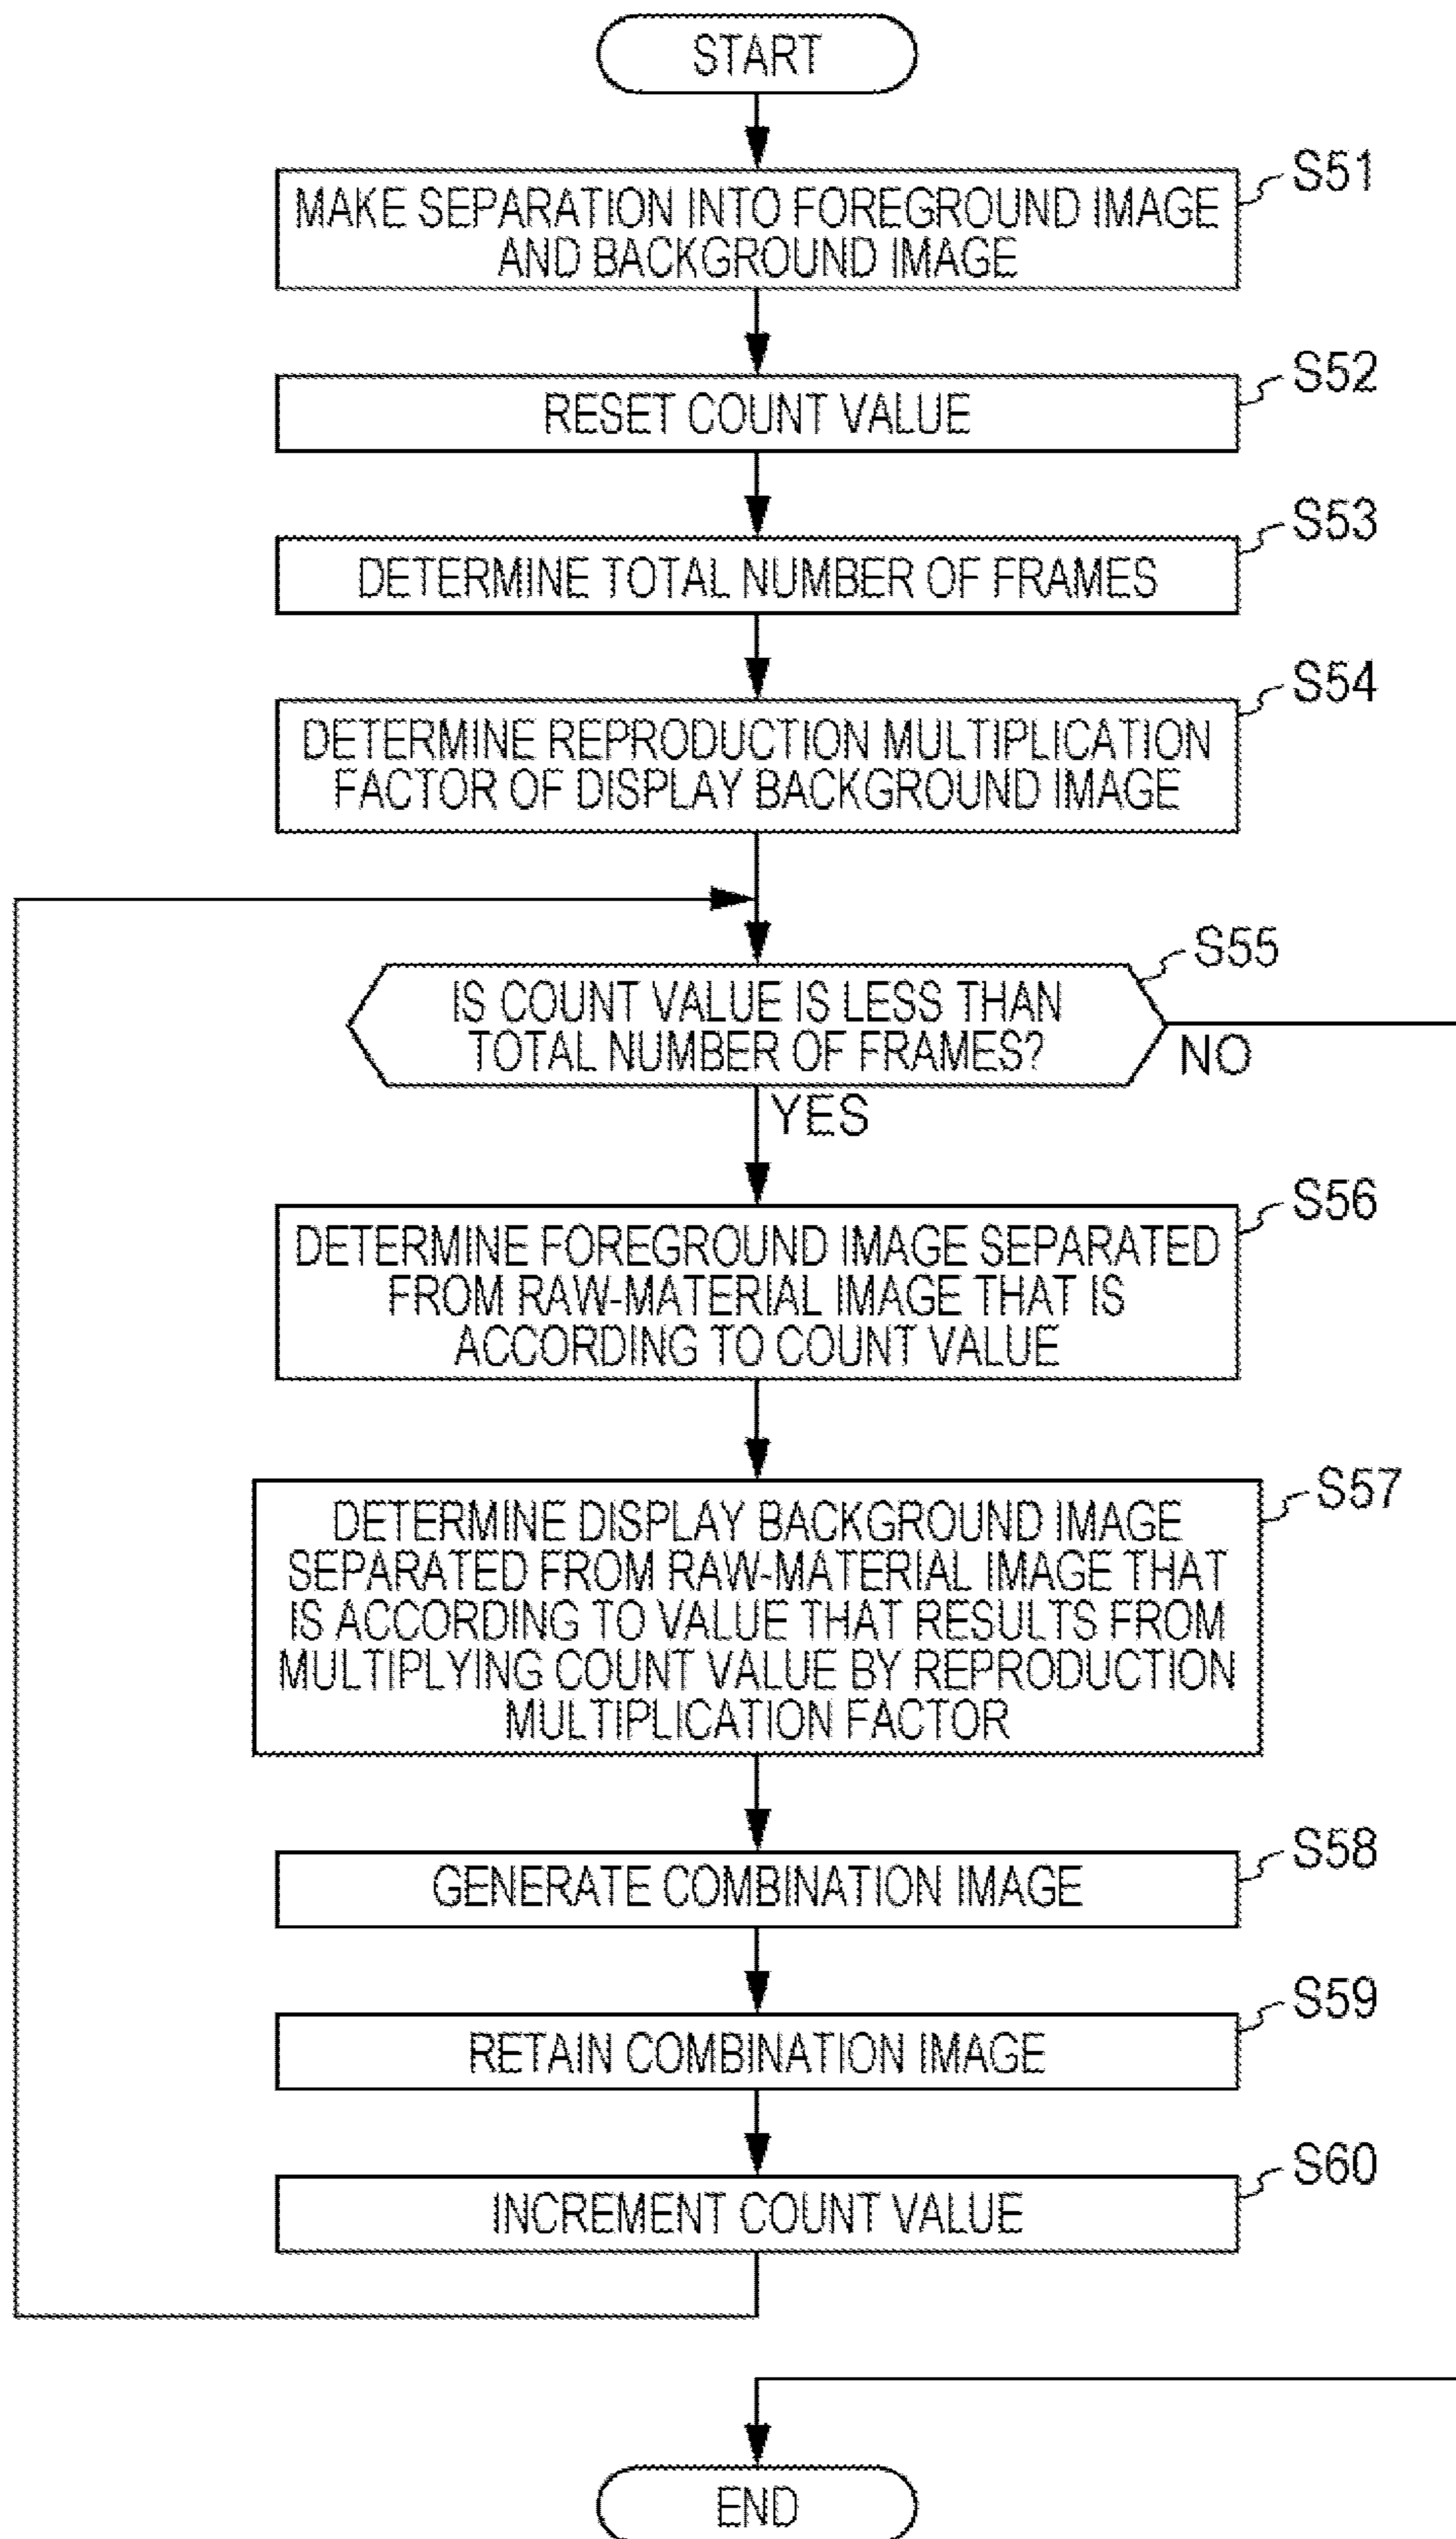 START
S51
MAKE SEPARATION INTO FOREGROUND IMAGE
AND BACKGROUND IMAGE
S52
RESET COUNT VALUE
S53
DETERMINE TOTAL NUMBER OF FRAMES
S54
DETERMINE REPRODUCTION MULTIPLICATION
FACTOR OF DISPLAY BACKGROUND IMAGE
S55
IS COUNT VALUE IS LESS THAN
TOTAL NUMBER OF FRAMES?
NO
YES
S56
DETERMINE FOREGROUND IMAGE SEPARATED
FROM RAW-MATERIAL IMAGE THAT IS
ACCORDING TO COUNT VALUE
S57
DETERMINE DISPLAY BACKGROUND IMAGE
SEPARATED FROM RAW-MATERIAL IMAGE THAT
IS ACCORDING TO VALUE THAT RESULTS FROM
MULTIPLYING COUNT VALUE BY REPRODUCTION
MULTIPLICATION FACTOR
S58
GENERATE COMBINATION IMAGE
S59
RETAIN COMBINATION IMAGE
S60
INCREMENT COUNT VALUE
END